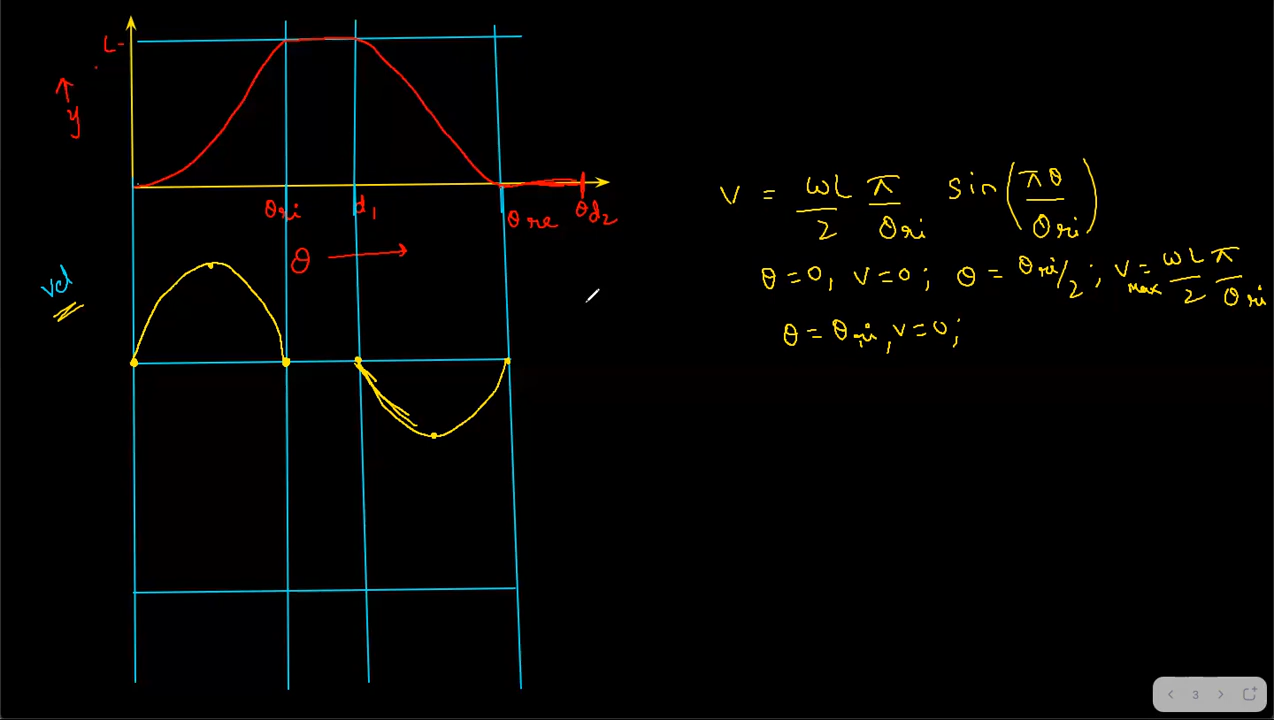 L-
↑
y
θri
d1
θre
θd2
θ →
vd
V = ωL/2 π/θri sin(πθ/θri)
θ = 0, V = 0; θ = θri/2; Vmax = ωL/2 π/θri
θ = θri, V = 0;
3